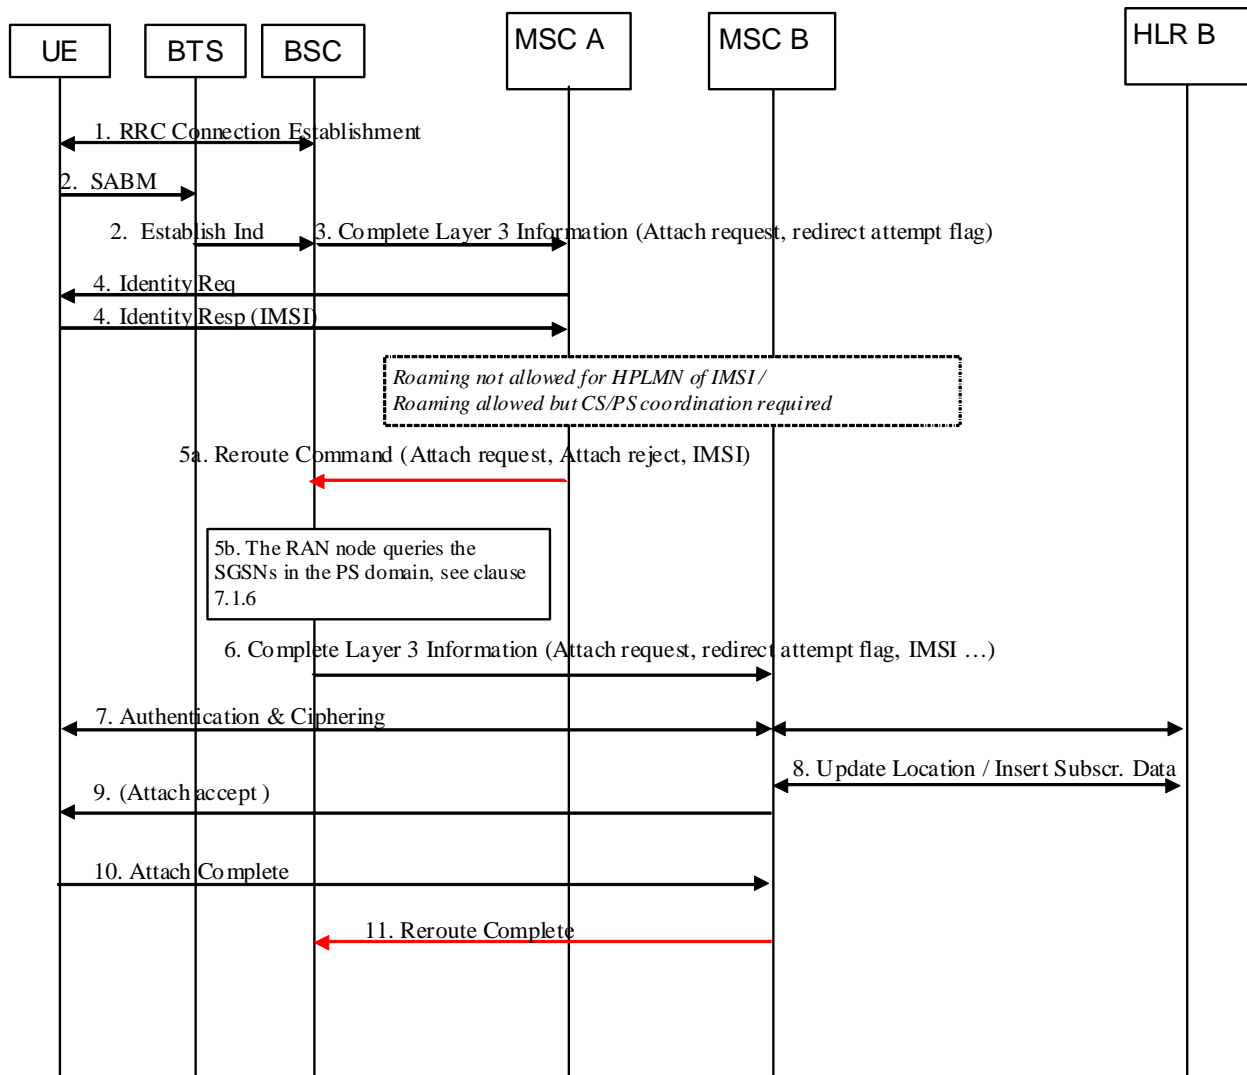 UE
BTS
BSC
MSC A
MSC B
HLR B
1. RRC Connection Establishment
2. SABM
2. Establish Ind
3. Complete Layer 3 Information (Attach request, redirect attempt flag)
4. Identity Req
4. Identity Resp (IMSI)
Roaming not allowed for HPLMN of IMSI /
Roaming allowed but CS/PS coordination required
5a. Reroute Command (Attach request, Attach reject, IMSI)
5b. The RAN node queries the
SGSNs in the PS domain, see clause
7.1.6
6. Complete Layer 3 Information (Attach request, redirect attempt flag, IMSI …)
7. Authentication & Ciphering
8. Update Location / Insert Subscr. Data
9. (Attach accept )
10. Attach Complete
11. Reroute Complete